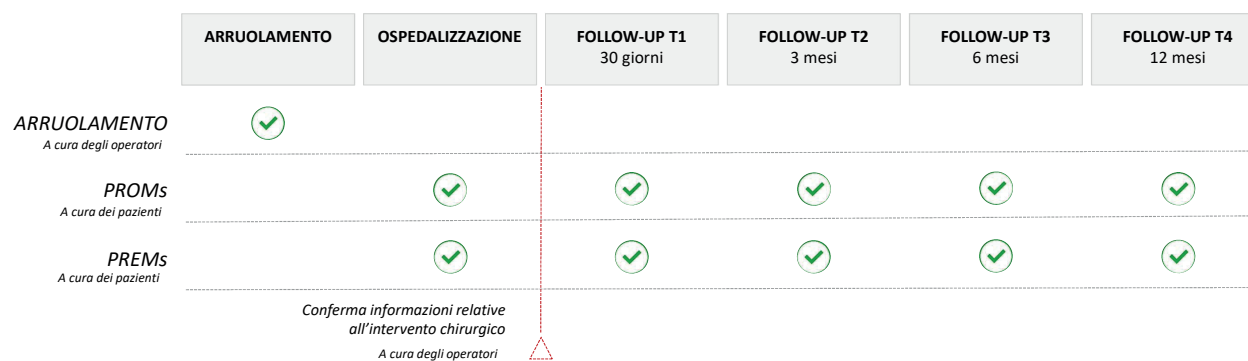 ARRUOLAMENTO
OSPEDALIZZAZIONE
FOLLOW-UP T1
30 giorni
FOLLOW-UP T2
3 mesi
FOLLOW-UP T3
6 mesi
FOLLOW-UP T4
12 mesi
ARRUOLAMENTO
A cura degli operatori
PROMs
A cura dei pazienti
PREMs
A cura dei pazienti
Conferma informazioni relative
all'intervento chirurgico
A cura degli operatori